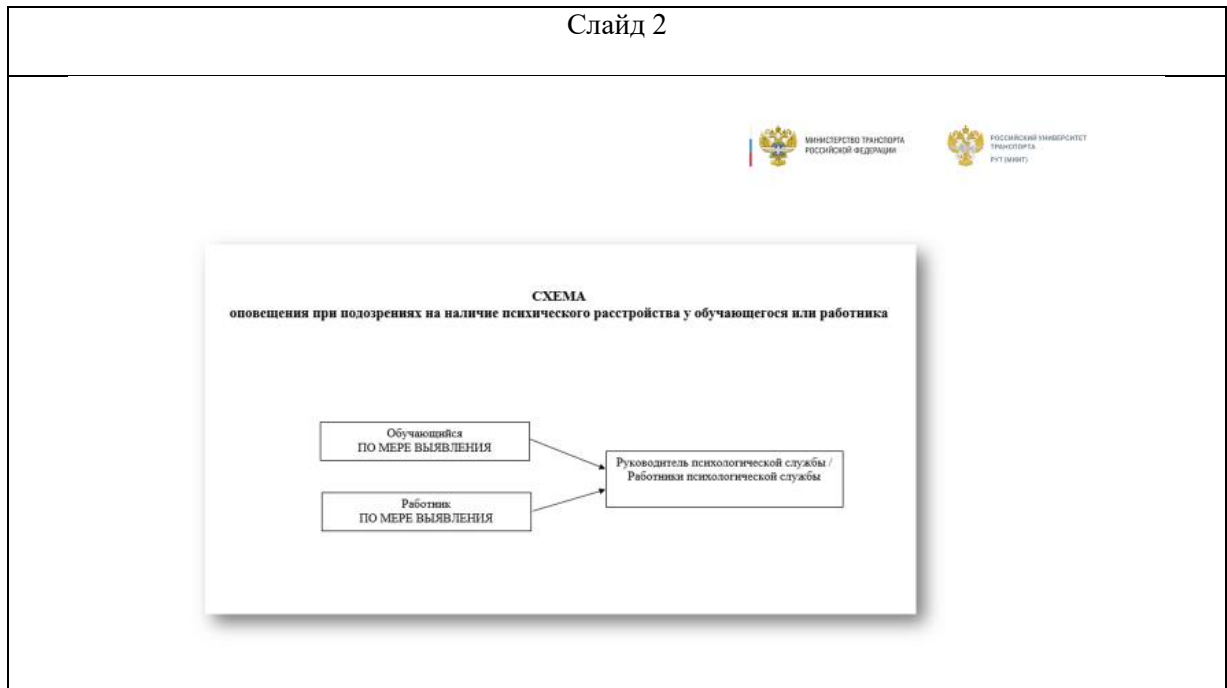 Слайд 2
МИНИСТЕРСТВО ТРАНСПОРТА
РОССИЙСКОЙ ФЕДЕРАЦИИ
РОССИЙСКИЙ УНИВЕРСИТЕТ
ТРАНСПОРТА
РУТ (МИИТ)
СХЕМА
оповещения при подозрениях на наличие психического расстройства у обучающегося или работника
Обучающийся
ПО МЕРЕ ВЫЯВЛЕНИЯ
Руководитель психологической службы /
Работники психологической службы
Работник
ПО МЕРЕ ВЫЯВЛЕНИЯ